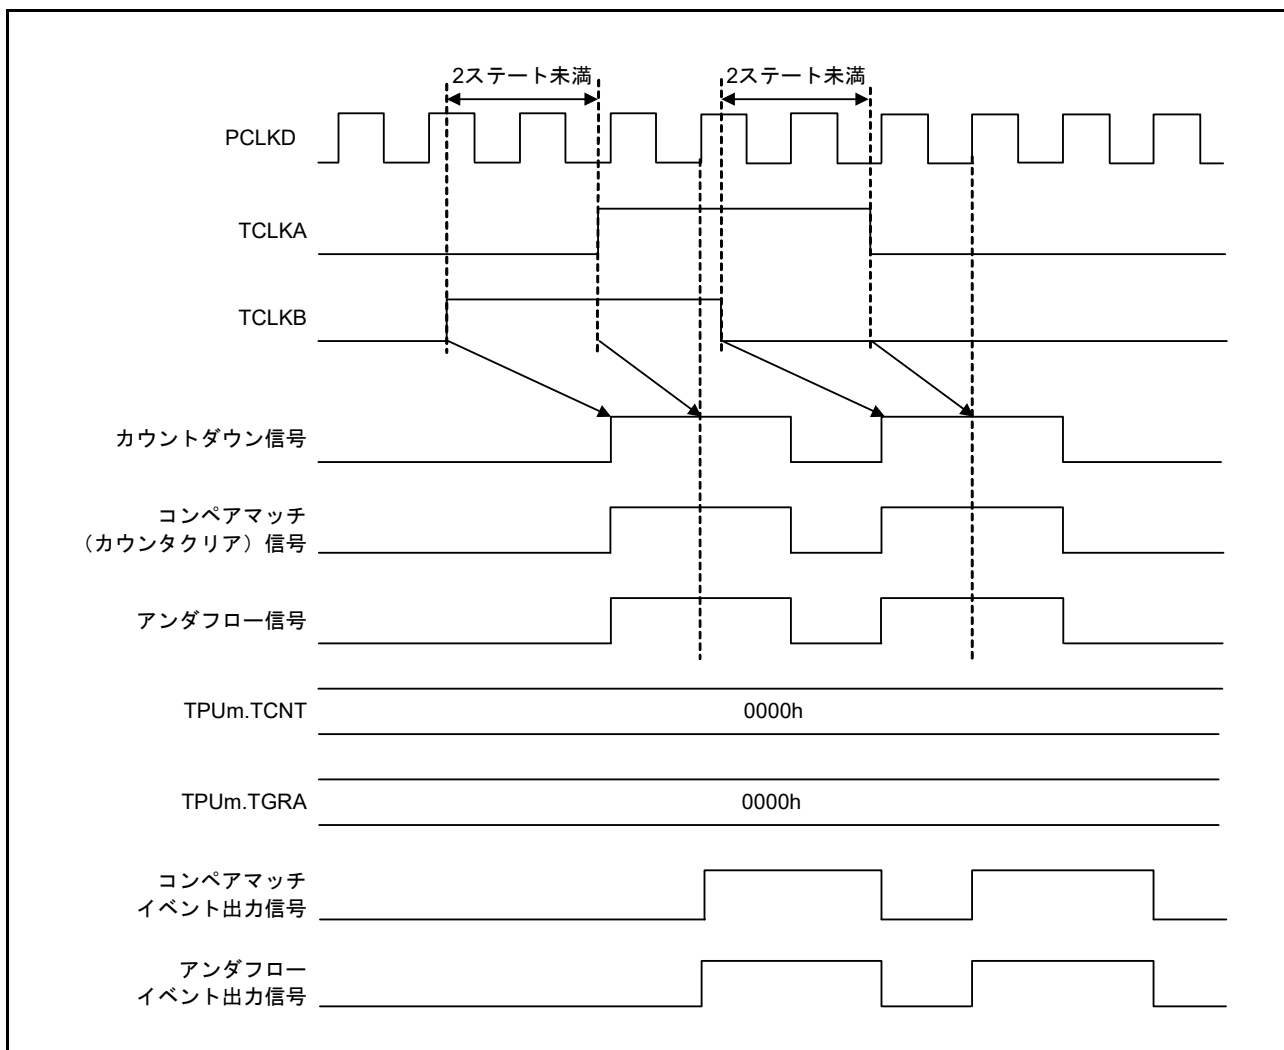 2ステート未満 2ステート未満
PCLKD
TCLKA
TCLKB
カウントダウン信号
コンペアマッチ
（カウンタクリア）信号
アンダフロー信号
TPUm.TCNT 0000h
TPUm.TGRA 0000h
コンペアマッチ
イベント出力信号
アンダフロー
イベント出力信号